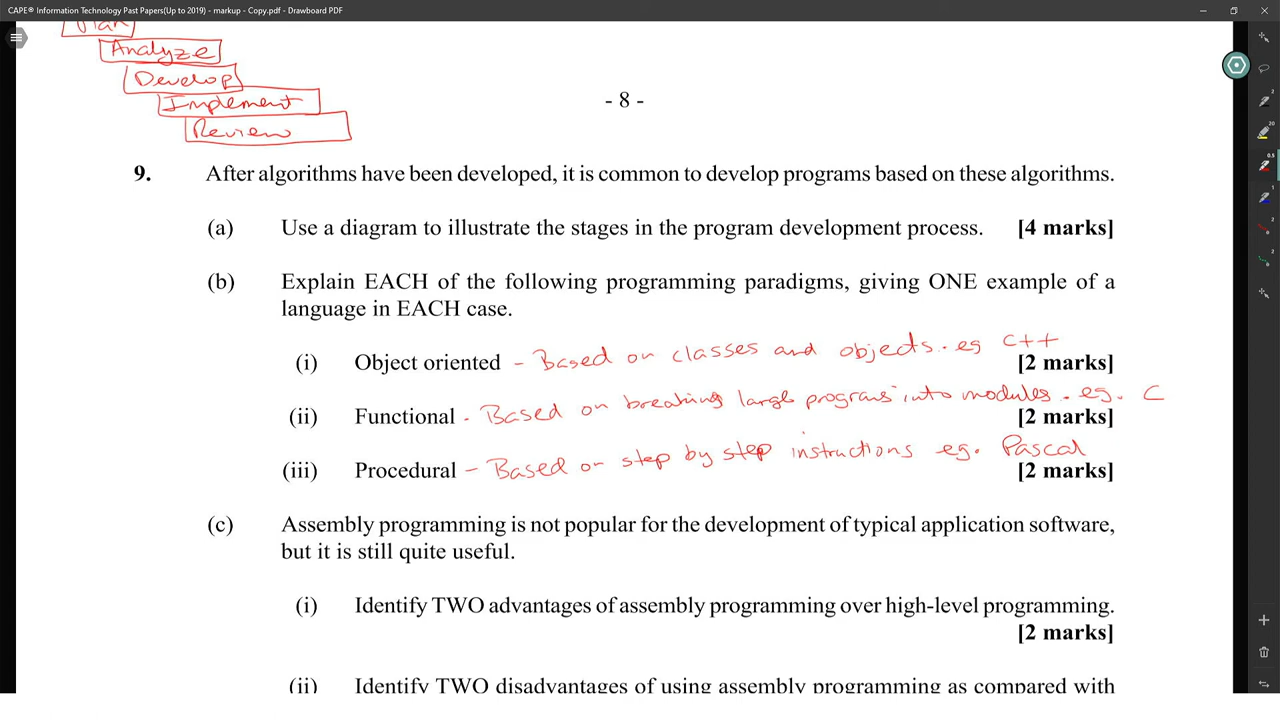 CAPE® Information Technology Past Papers(Up to 2019) - markup - Copy.pdf - Drawboard PDF
Plan
Analyze
Develop
Implement
Review
- 8 -
9. After algorithms have been developed, it is common to develop programs based on these algorithms.
(a) Use a diagram to illustrate the stages in the program development process. [4 marks]
(b) Explain EACH of the following programming paradigms, giving ONE example of a
language in EACH case.
(i) Object oriented - Based on classes and objects. eg C++
[2 marks]
(ii) Functional - Based on breaking large programs into modules. eg. C
[2 marks]
(iii) Procedural - Based on step by step instructions eg. Pascal
[2 marks]
(c) Assembly programming is not popular for the development of typical application software,
but it is still quite useful.
(i) Identify TWO advantages of assembly programming over high-level programming.
[2 marks]
(ii) Identify TWO disadvantages of using assembly programming as compared with